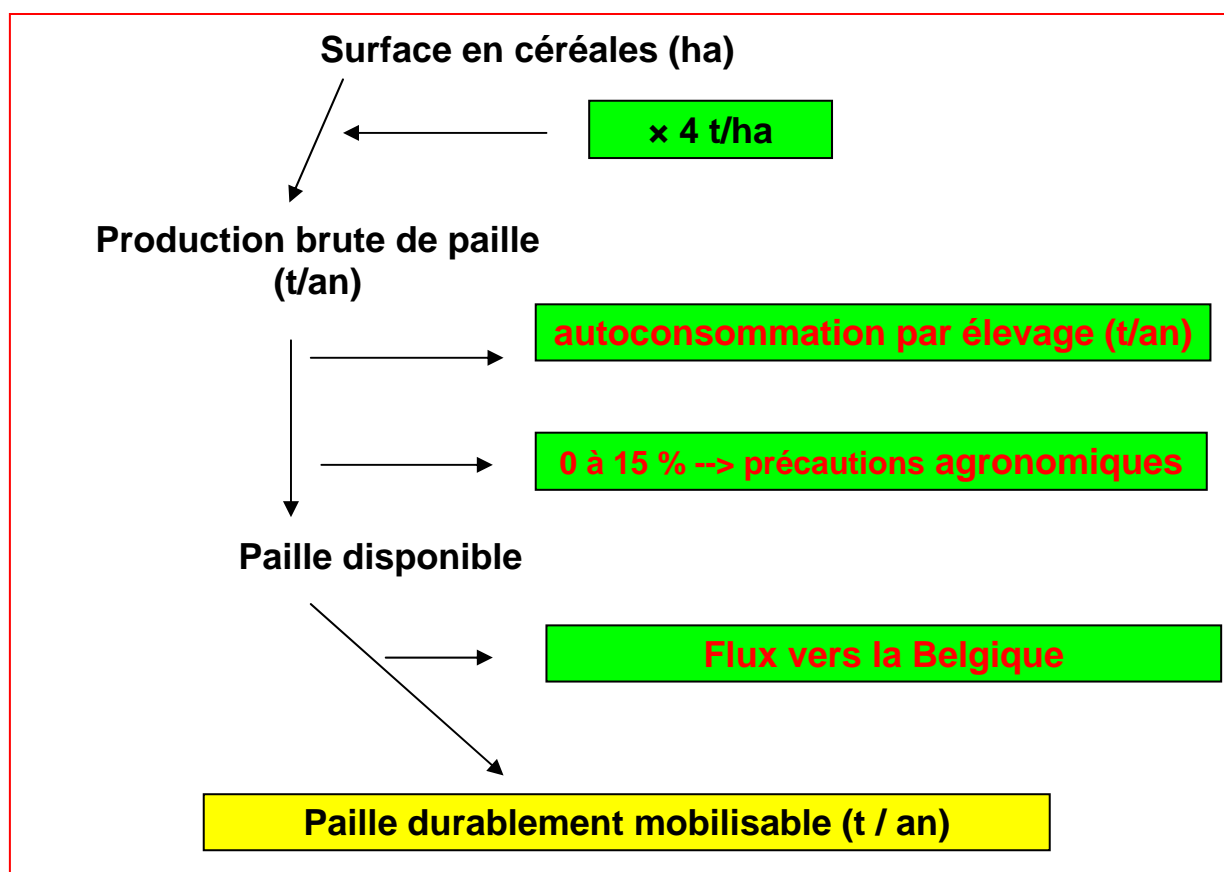 Surface en céréales (ha)
× 4 t/ha
Production brute de paille
(t/an)
autoconsommation par élevage (t/an)
0 à 15 % --> précautions agronomiques
Paille disponible
Flux vers la Belgique
Paille durablement mobilisable (t / an)